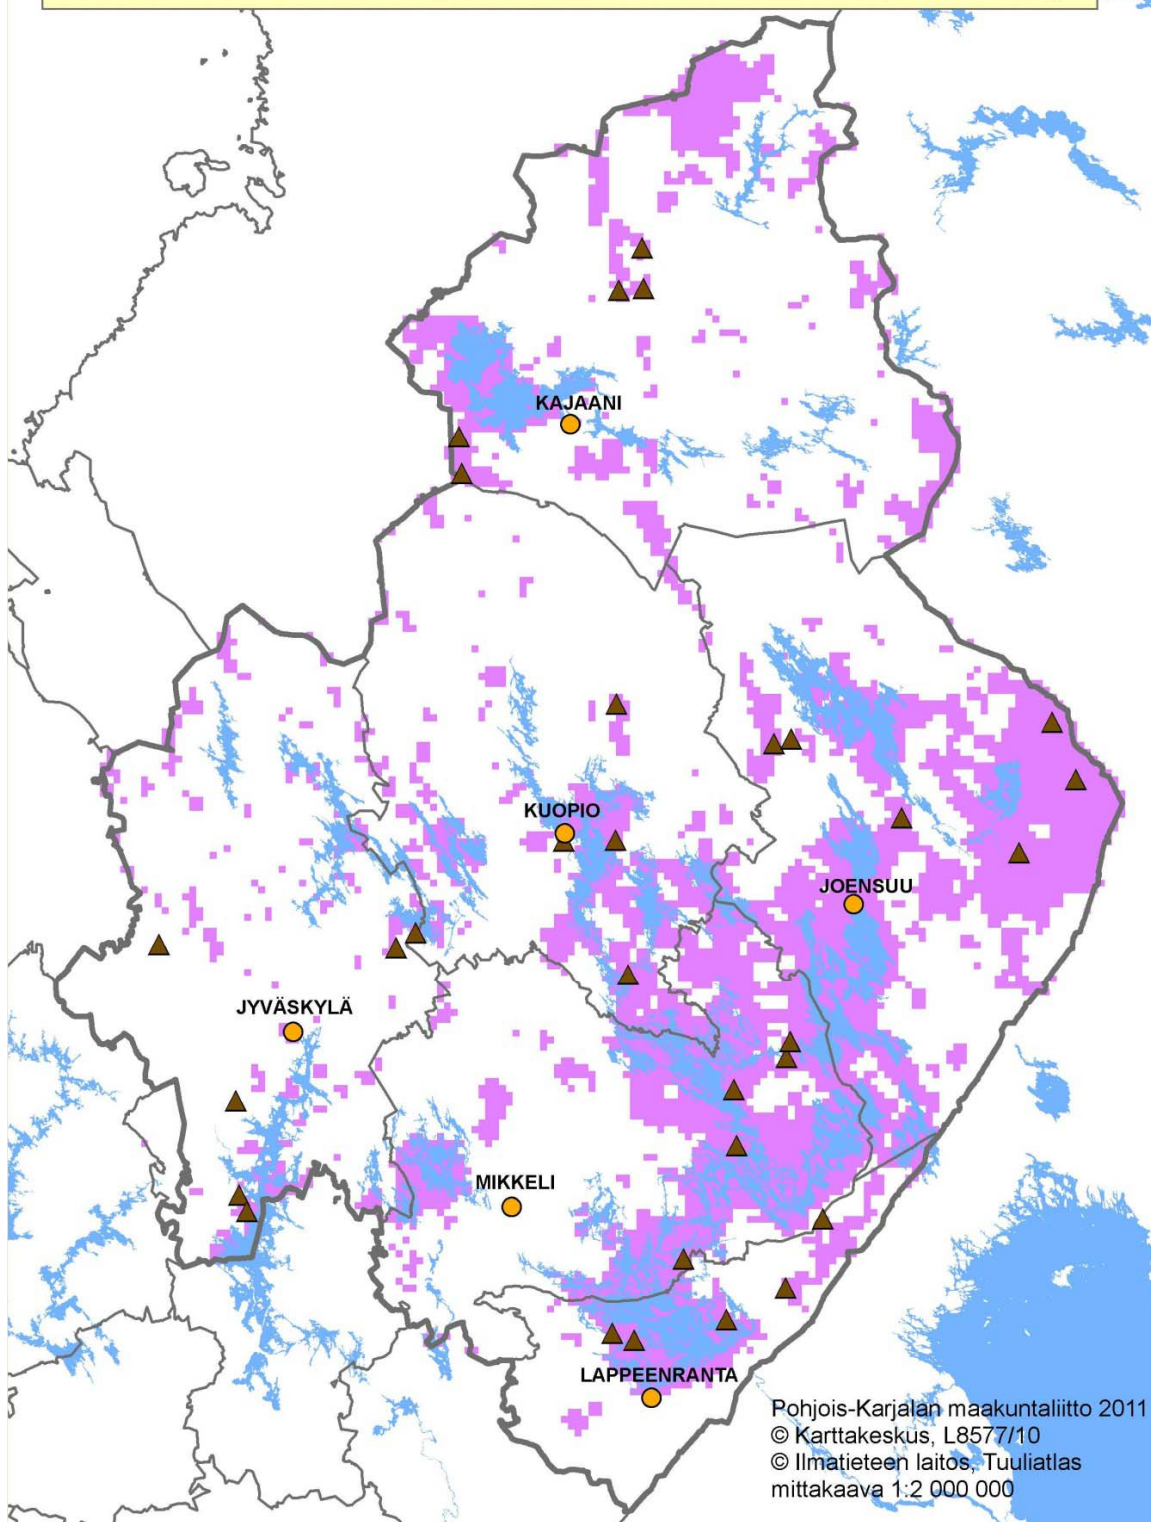 KAJAANI
KUOPIO
JOENSUU
JYVÄSKYLÄ
MIKKELI
LAPPEENRANTA
Pohjois-Karjalan maakuntaliitto 2011
© Karttakeskus, L8577/10
© Ilmatieteen laitos, Tuuliatlas
mittakaava 1:2 000 000